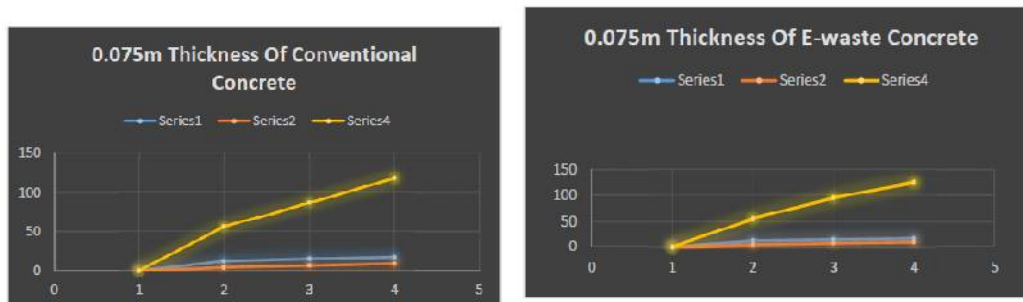 0.075m Thickness Of Conventional
Concrete
Series1 Series2 Series4
150
100
50
0
0 1 2 3 4 5
0.075m Thickness Of E-waste Concrete
Series1 Series2 Series4
150
100
50
0
0 1 2 3 4 5